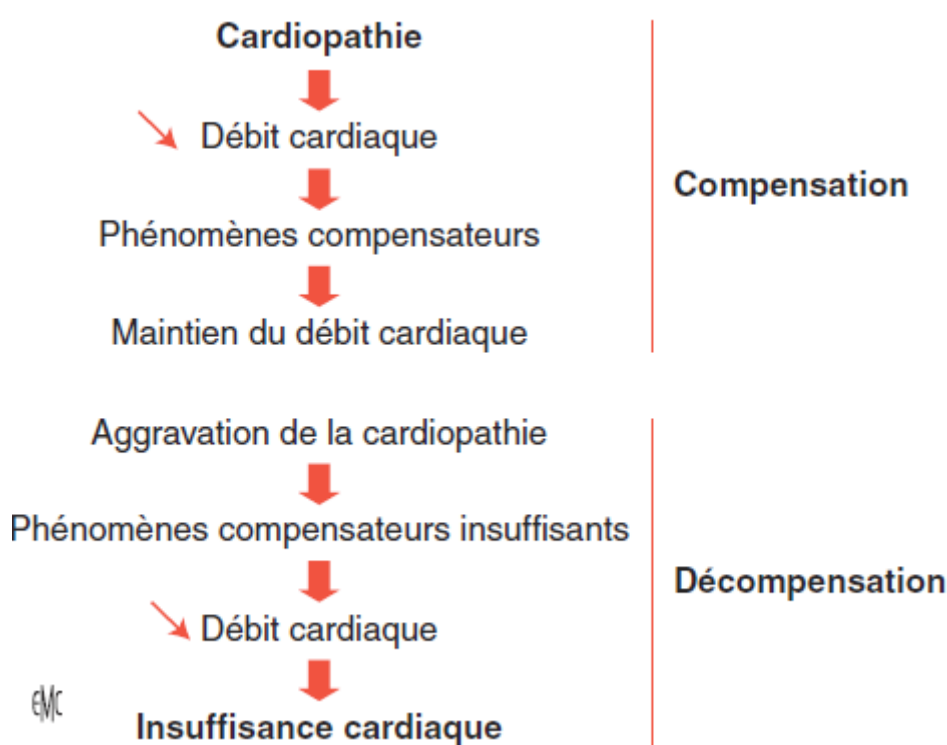 Cardiopathie
Débit cardiaque
Phénomènes compensateurs
Maintien du débit cardiaque
Compensation
Aggravation de la cardiopathie
Phénomènes compensateurs insuffisants
Débit cardiaque
Insuffisance cardiaque
Décompensation
EMC